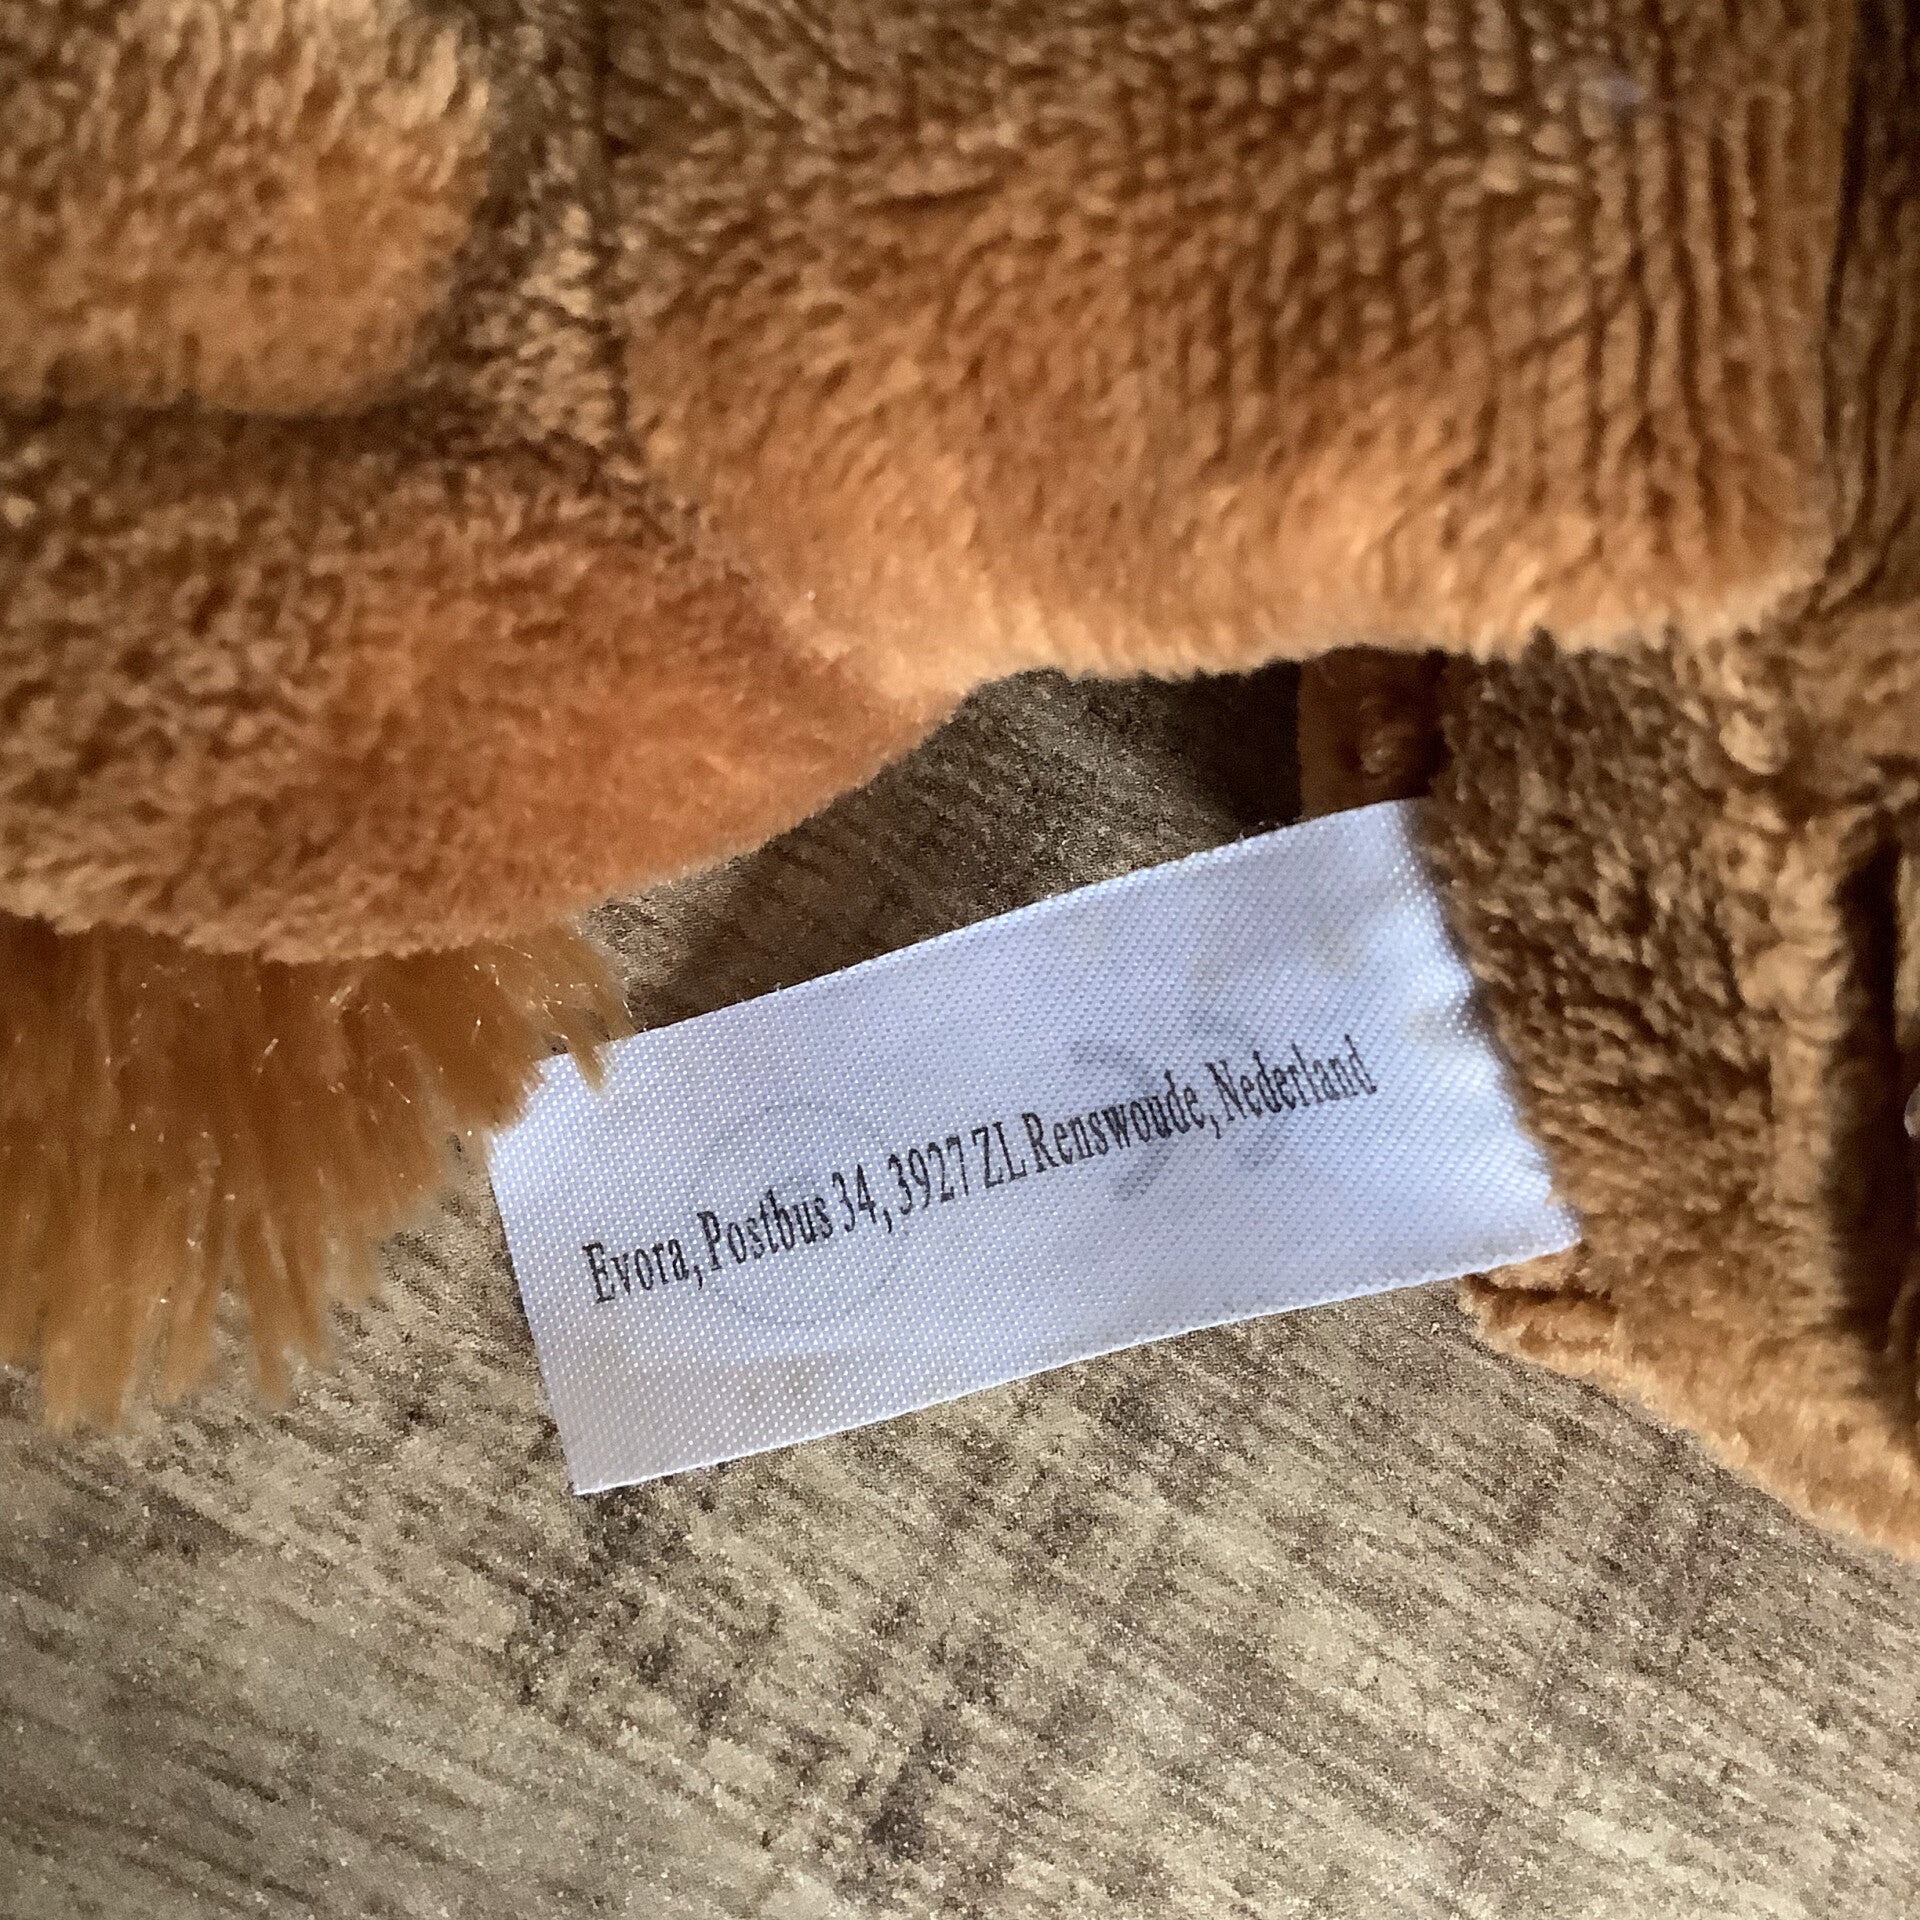 Evora, Postbus 34, 3927 ZL Renswoude, Nederland